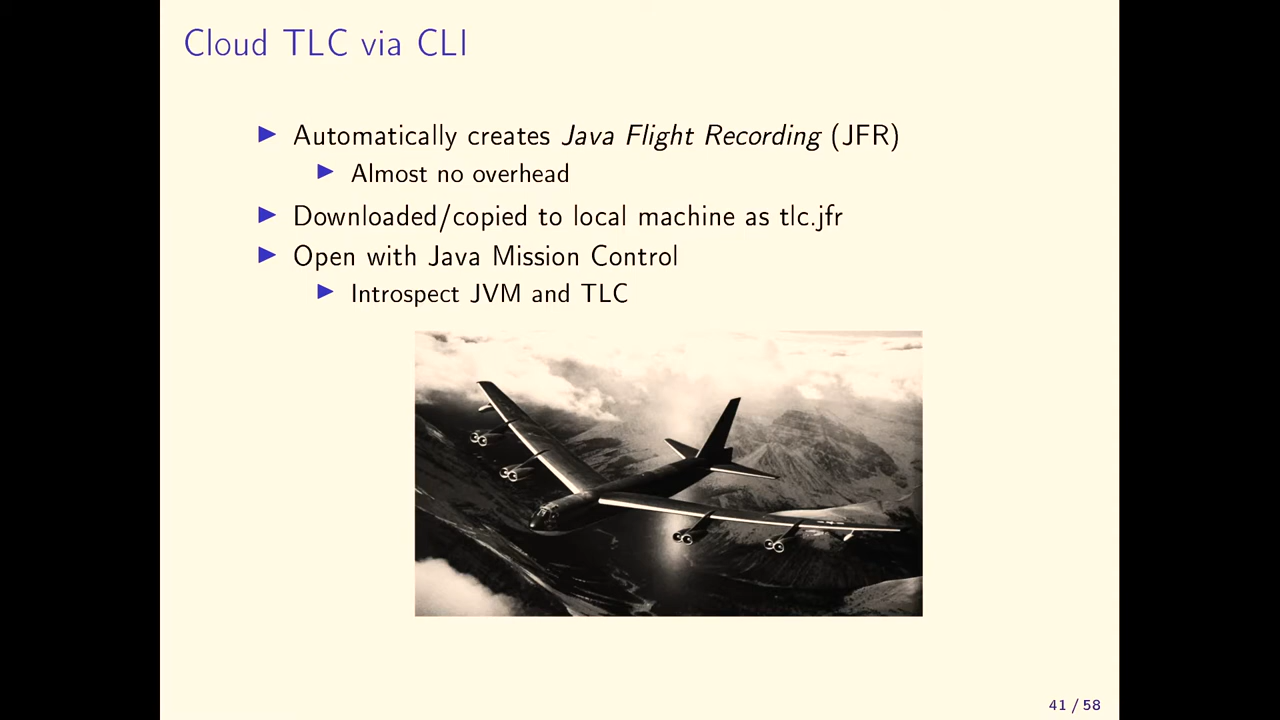 Cloud TLC via CLI
Automatically creates Java Flight Recording (JFR)
Almost no overhead
Downloaded/copied to local machine as tlc.jfr
Open with Java Mission Control
Introspect JVM and TLC
41 / 58